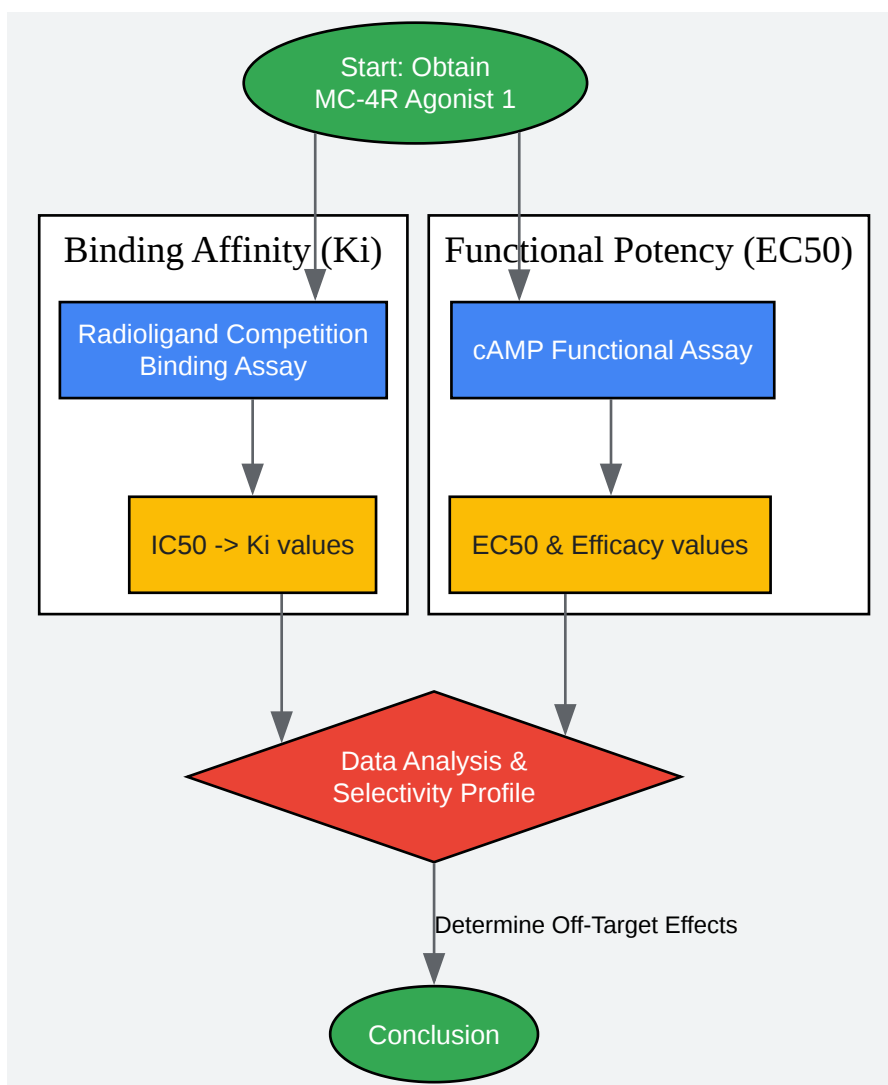 Start: Obtain
MC-4R Agonist 1
Binding Affinity (Ki)
Radioligand Competition
Binding Assay
IC50 -> Ki values
Functional Potency (EC50)
cAMP Functional Assay
EC50 & Efficacy values
Data Analysis &
Selectivity Profile
Determine Off-Target Effects
Conclusion